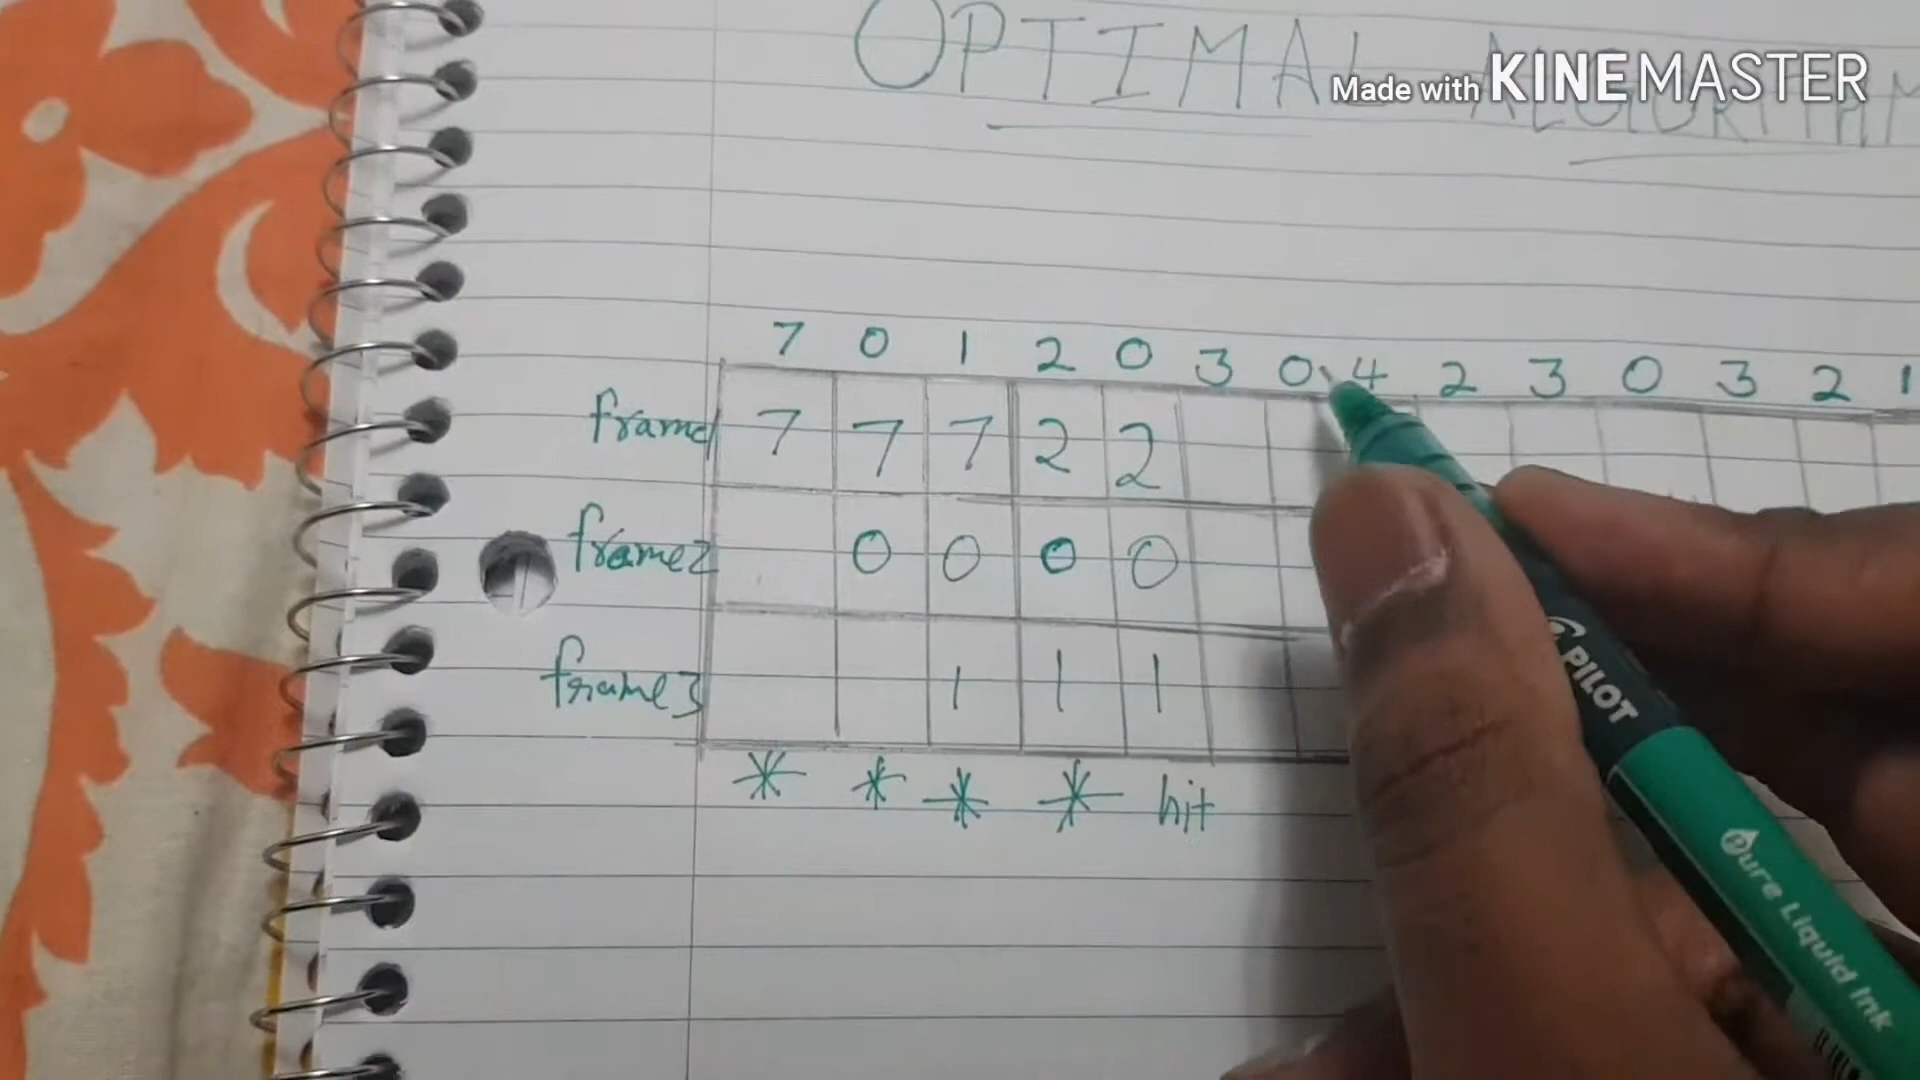 OPTIMAL ALGORITHM
Made with KINEMASTER
7 0 1 2 0 3 0 4 2 3 0 3 2 1
frame1 7 7 7 2 2
frame2 0 0 0 0
frame3 1 1 1
* * * * hit
PILOT
Pure Liquid Ink